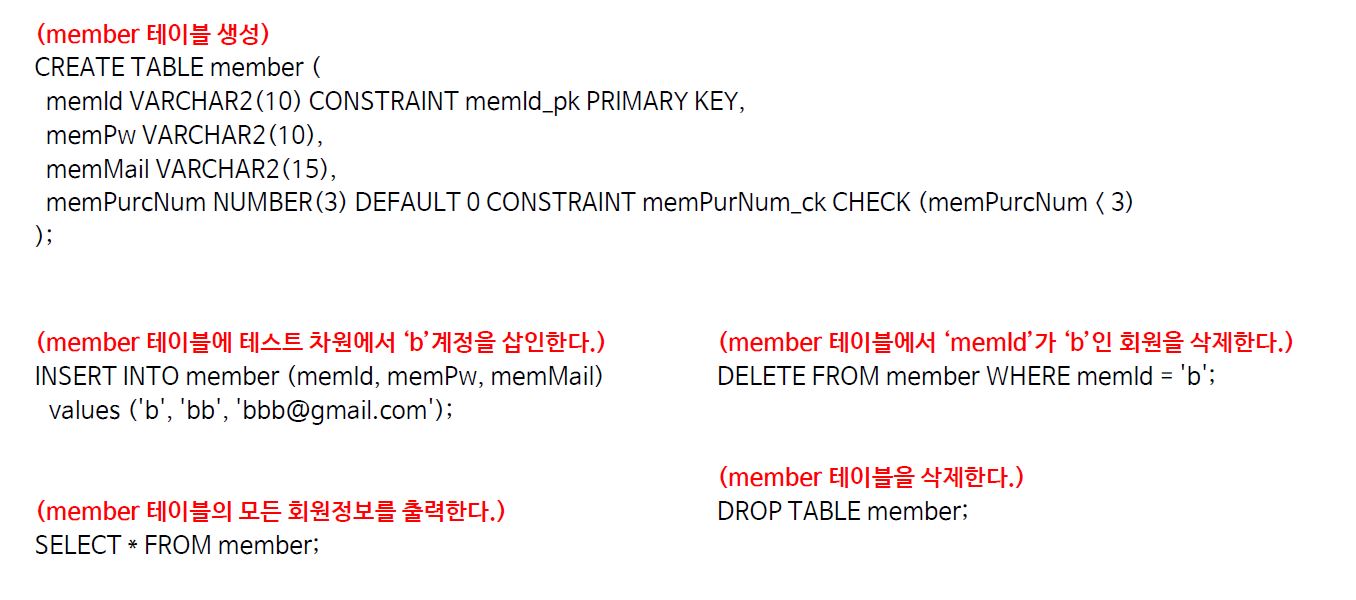 (member 테이블 생성)
CREATE TABLE member (
memId VARCHAR2(10) CONSTRAINT memId_pk PRIMARY KEY,
memPw VARCHAR2(10),
memMail VARCHAR2(15),
memPurcNum NUMBER(3) DEFAULT 0 CONSTRAINT memPurNum_ck CHECK (memPurcNum < 3)
);
(member 테이블에 테스트 차원에서 ‘b’계정을 삽인한다.)
INSERT INTO member (memId, memPw, memMail)
values ('b', 'bb', 'bbb@gmail.com');
(member 테이블의 모든 회원정보를 출력한다.)
SELECT * FROM member;
(member 테이블에서 ‘memId’가 ‘b’인 회원을 삭제한다.)
DELETE FROM member WHERE memId = 'b';
(member 테이블을 삭제한다.)
DROP TABLE member;